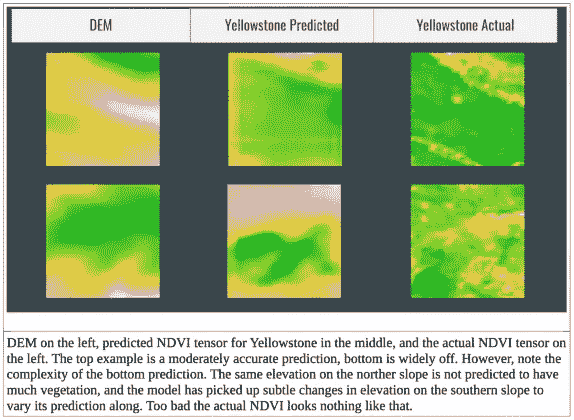 DEM
Yellowstone Predicted
Yellowstone Actual
DEM on the left, predicted NDVI tensor for Yellowstone in the middle, and the actual NDVI tensor on
the left. The top example is a moderately accurate prediction, bottom is widely off. However, note the
complexity of the bottom prediction. The same elevation on the norther slope is not predicted to have
much vegetation, and the model has picked up subtle changes in elevation on the southern slope to
vary its prediction along. Too bad the actual NDVI looks nothing like that.